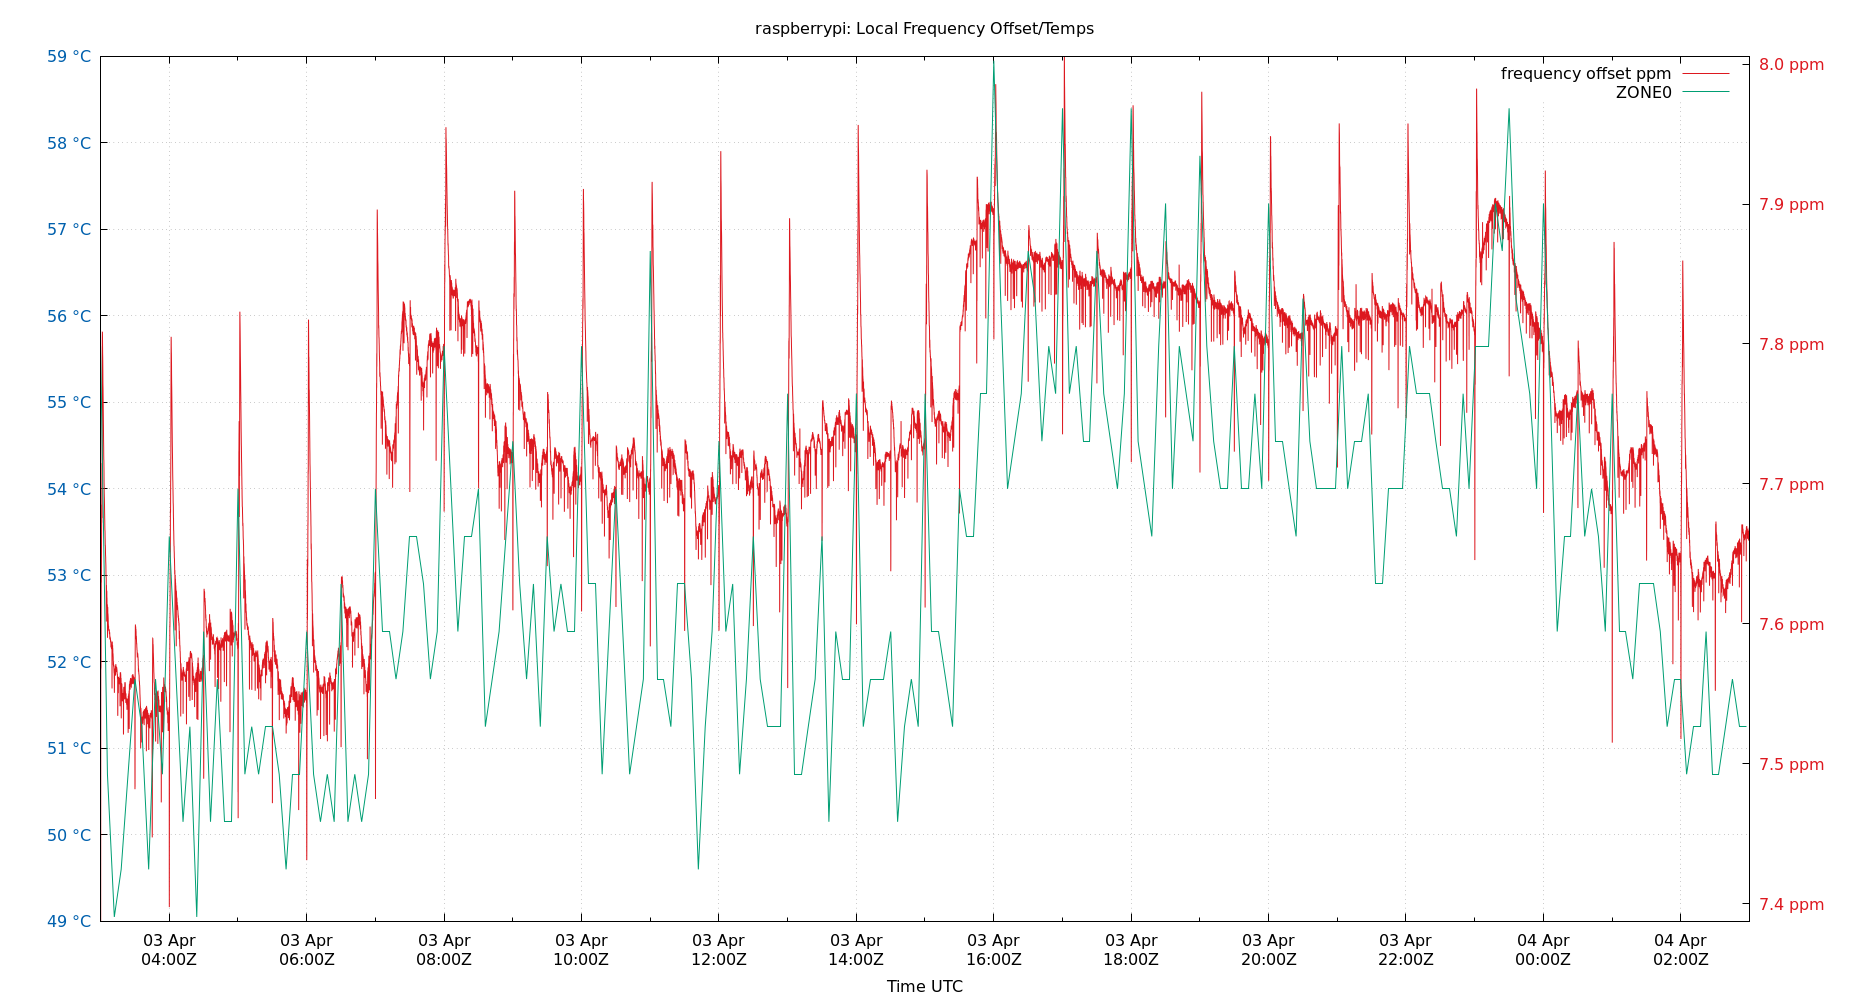 raspberrypi: Local Frequency Offset/Temps
59 °C
58 °C
57 °C
56 °C
55 °C
54 °C
53 °C
52 °C
51 °C
50 °C
49 °C
8.0 ppm
7.9 ppm
7.8 ppm
7.7 ppm
7.6 ppm
7.5 ppm
7.4 ppm
frequency offset ppm
ZONE0
03 Apr
04:00Z
03 Apr
06:00Z
03 Apr
08:00Z
03 Apr
10:00Z
03 Apr
12:00Z
03 Apr
14:00Z
03 Apr
16:00Z
03 Apr
18:00Z
03 Apr
20:00Z
03 Apr
22:00Z
04 Apr
00:00Z
04 Apr
02:00Z
Time UTC